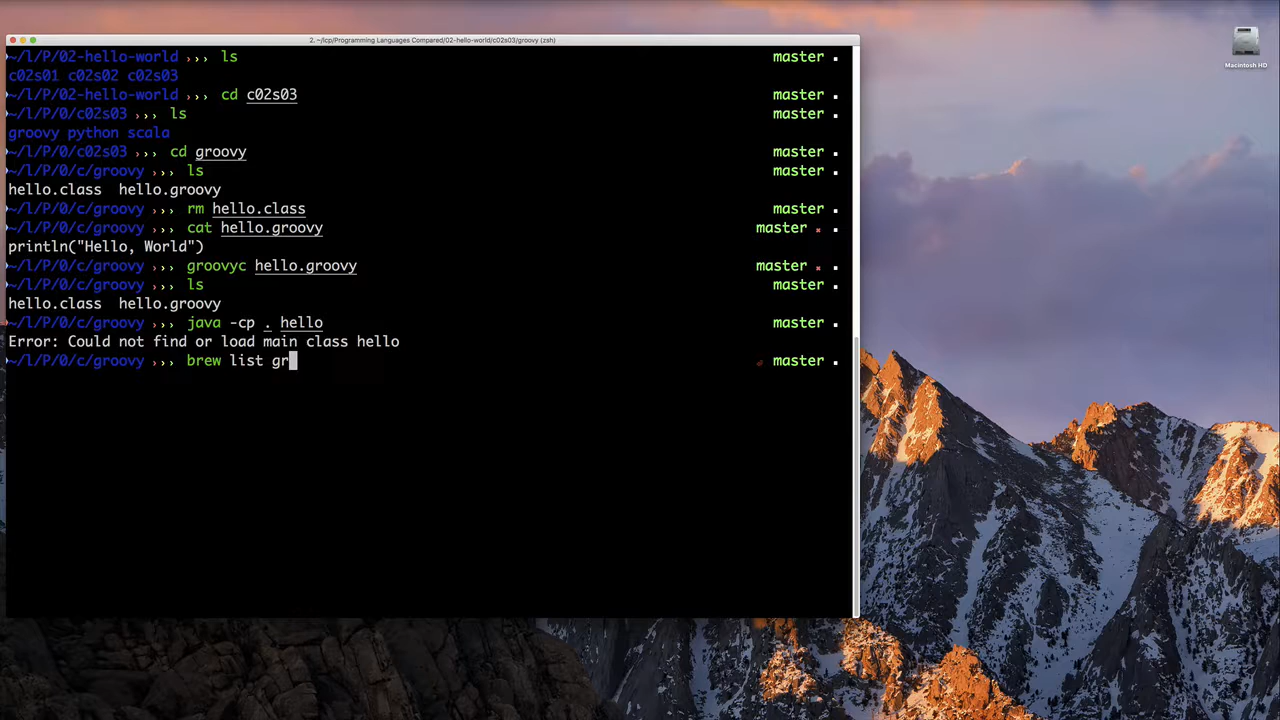 2. ~/lcp/Programming Languages Compared/02-hello-world/c02s03/groovy (zsh)
Macintosh HD
~/l/P/02-hello-world ››› ls master
c02s01 c02s02 c02s03
~/l/P/02-hello-world ››› cd c02s03 master
~/l/P/0/c02s03 ››› ls master
groovy python scala
~/l/P/0/c02s03 ››› cd groovy master
~/l/P/0/c/groovy ››› ls master
hello.class hello.groovy
~/l/P/0/c/groovy ››› rm hello.class master
~/l/P/0/c/groovy ››› cat hello.groovy master
println("Hello, World")
~/l/P/0/c/groovy ››› groovyc hello.groovy master
~/l/P/0/c/groovy ››› ls master
hello.class hello.groovy
~/l/P/0/c/groovy ››› java -cp . hello master
Error: Could not find or load main class hello
~/l/P/0/c/groovy ››› brew list gr master